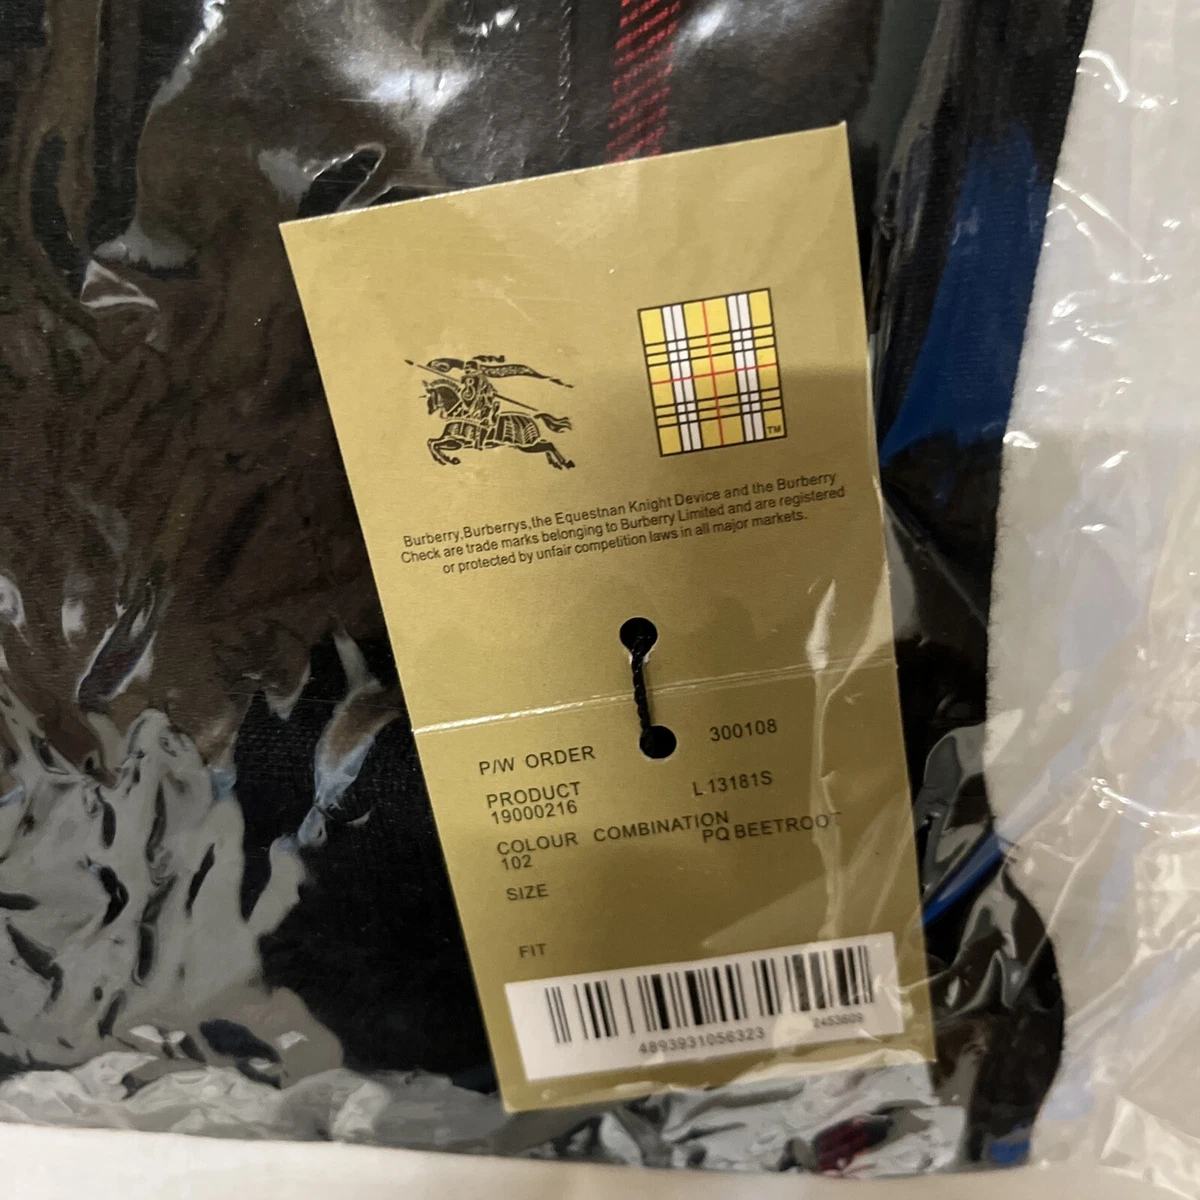 TM
Burberry,Burberrys,the Equestnan Knight Device and the Burberry
Check are trade marks belonging to Burberry Limited and are registered
or protected by unfair competition laws in all major markets.
P/W ORDER 300108
PRODUCT L 13181S
19000216
COLOUR COMBINATION
102 PQ BEETROOT
SIZE
FIT
4893931056323 2453609